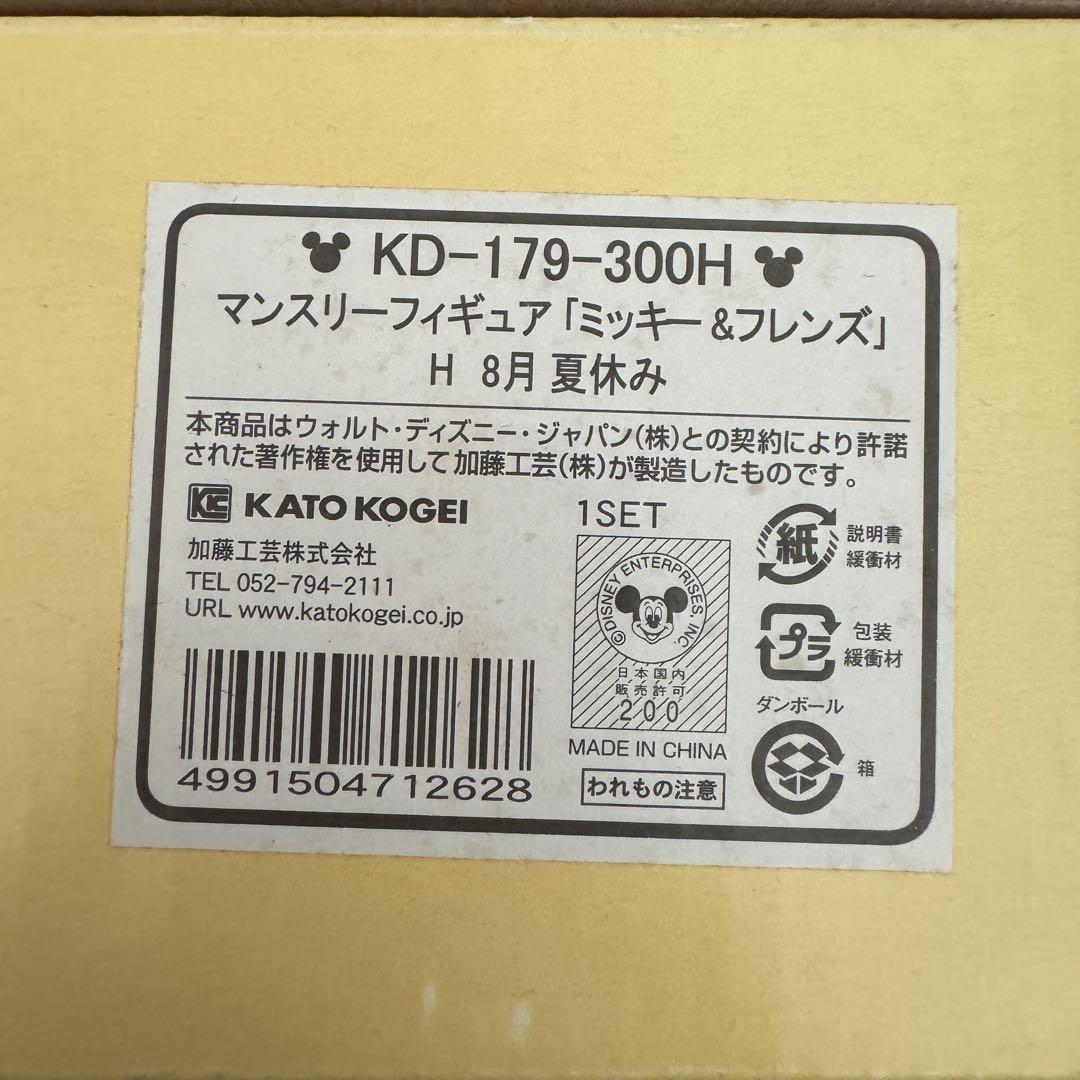 KD-179-300H
マンスリーフィギュア「ミッキー&フレンズ」
H 8月 夏休み
本商品はウォルト・ディズニー・ジャパン(株)との契約により許諾
された著作権を使用して加藤工芸(株)が製造したものです。
KC KATO KOGEI
加藤工芸株式会社
TEL 052-794-2111
URL www.katokogei.co.jp
4991504712628
1SET
©DISNEY ENTERPRISES INC.
日本国内
販売許可
200
MADE IN CHINA
われもの注意
紙
説明書
緩衝材
プラ
包装
緩衝材
ダンボール
箱